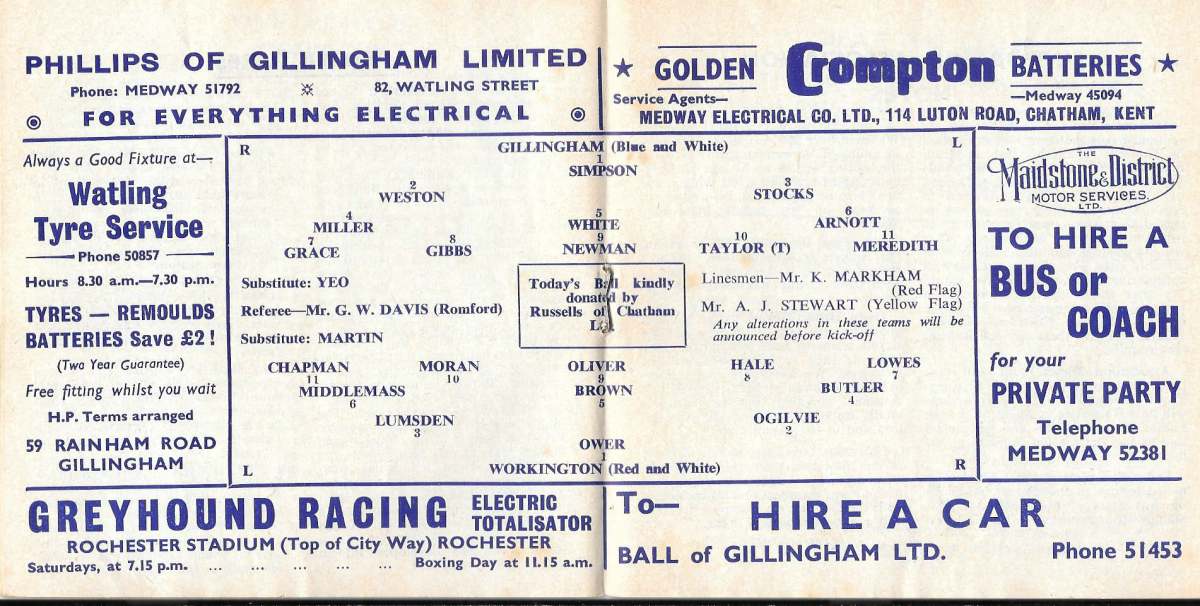 PHILLIPS OF GILLINGHAM LIMITED
Phone: MEDWAY 51792 82, WATLING STREET
FOR EVERYTHING ELECTRICAL
GOLDEN Crompton BATTERIES
Service Agents— —Medway 45094
MEDWAY ELECTRICAL CO. LTD., 114 LUTON ROAD, CHATHAM, KENT
Always a Good Fixture at—
Watling
Tyre Service
Phone 50857
Hours 8.30 a.m.—7.30 p.m.
TYRES — REMOULDS
BATTERIES Save £2!
(Two Year Guarantee)
Free fitting whilst you wait
H.P. Terms arranged
59 RAINHAM ROAD
GILLINGHAM
R GILLINGHAM (Blue and White) L
1
SIMPSON
2 3
WESTON STOCKS
4 5 6
MILLER WHITE ARNOTT
7 8 9 10 11
GRACE GIBBS NEWMAN TAYLOR (T) MEREDITH
Substitute: YEO
Referee—Mr. G. W. DAVIS (Romford)
Substitute: MARTIN
Today's Ball kindly
donated by
Russells of Chatham
Linesmen—Mr. K. MARKHAM
(Red Flag)
Mr. A. J. STEWART (Yellow Flag)
Any alterations in these teams will be
announced before kick-off
CHAPMAN MORAN OLIVER HALE LOWES
11 10 9 8 7
MIDDLEMASS BROWN BUTLER
6 5 4
LUMSDEN OGILVIE
3 2
OWER
1
L WORKINGTON (Red and White) R
THE
Maidstone & District
MOTOR SERVICES
LTD.
TO HIRE A
BUS or
COACH
for your
PRIVATE PARTY
Telephone
MEDWAY 52381
GREYHOUND RACING ELECTRIC
TOTALISATOR
ROCHESTER STADIUM (Top of City Way) ROCHESTER
Saturdays, at 7.15 p.m. ... ... ... ... ... Boxing Day at 11.15 a.m.
To—
HIRE A CAR
BALL of GILLINGHAM LTD. Phone 51453